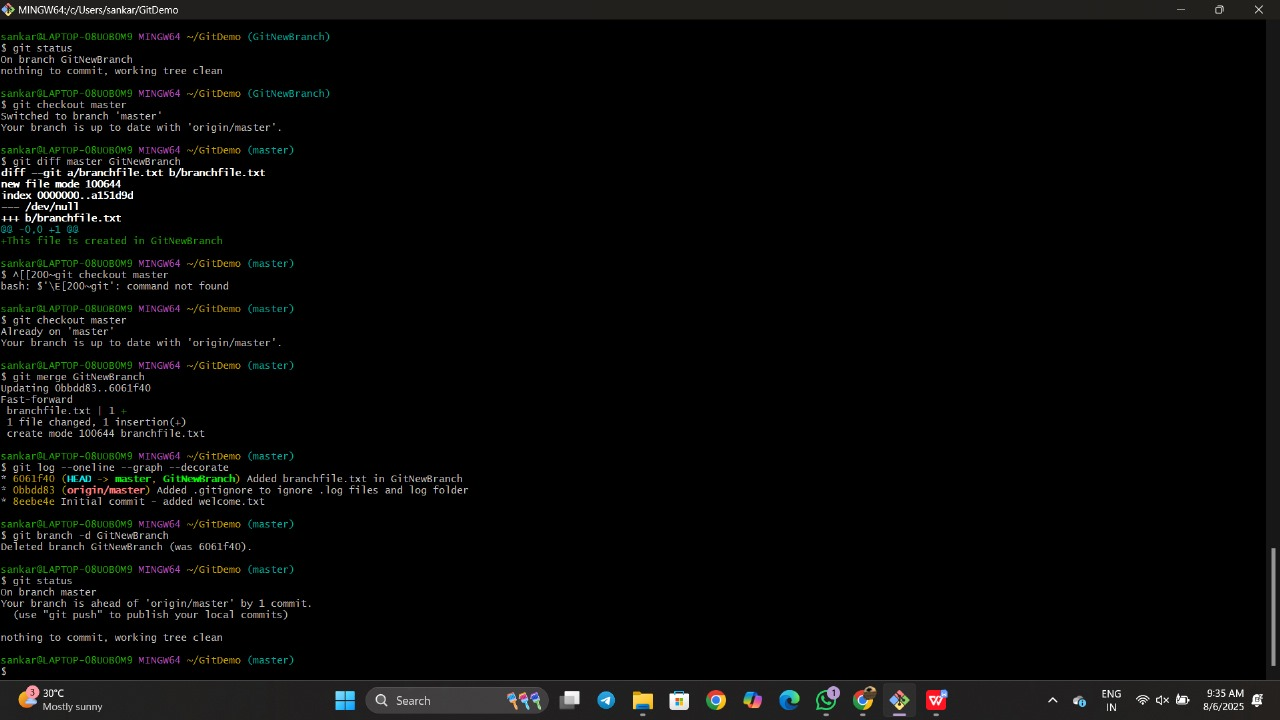 MINGW64:/c/Users/sankar/GitDemo
sankar@LAPTOP-08UOB0M9 MINGW64 ~/GitDemo (GitNewBranch)
$ git status
On branch GitNewBranch
nothing to commit, working tree clean
sankar@LAPTOP-08UOB0M9 MINGW64 ~/GitDemo (GitNewBranch)
$ git checkout master
Switched to branch 'master'
Your branch is up to date with 'origin/master'.
sankar@LAPTOP-08UOB0M9 MINGW64 ~/GitDemo (master)
$ git diff master GitNewBranch
diff --git a/branchfile.txt b/branchfile.txt
new file mode 100644
index 0000000..a151d9d
--- /dev/null
+++ b/branchfile.txt
@@ -0,0 +1 @@
+This file is created in GitNewBranch
sankar@LAPTOP-08UOB0M9 MINGW64 ~/GitDemo (master)
$ ^[[200~git checkout master
bash: $'\E[200~git': command not found
sankar@LAPTOP-08UOB0M9 MINGW64 ~/GitDemo (master)
$ git checkout master
Already on 'master'
Your branch is up to date with 'origin/master'.
sankar@LAPTOP-08UOB0M9 MINGW64 ~/GitDemo (master)
$ git merge GitNewBranch
Updating 0bbdd83..6061f40
Fast-forward
 branchfile.txt | 1 +
 1 file changed, 1 insertion(+)
 create mode 100644 branchfile.txt
sankar@LAPTOP-08UOB0M9 MINGW64 ~/GitDemo (master)
$ git log --oneline --graph --decorate
* 6061f40 (HEAD -> master, GitNewBranch) Added branchfile.txt in GitNewBranch
* 0bbdd83 (origin/master) Added .gitignore to ignore .log files and log folder
* 8eebe4e Initial commit - added welcome.txt
sankar@LAPTOP-08UOB0M9 MINGW64 ~/GitDemo (master)
$ git branch -d GitNewBranch
Deleted branch GitNewBranch (was 6061f40).
sankar@LAPTOP-08UOB0M9 MINGW64 ~/GitDemo (master)
$ git status
On branch master
Your branch is ahead of 'origin/master' by 1 commit.
  (use "git push" to publish your local commits)
nothing to commit, working tree clean
sankar@LAPTOP-08UOB0M9 MINGW64 ~/GitDemo (master)
$
3
30°C
Mostly sunny
Search
1
ENG
IN
9:35 AM
8/6/2025